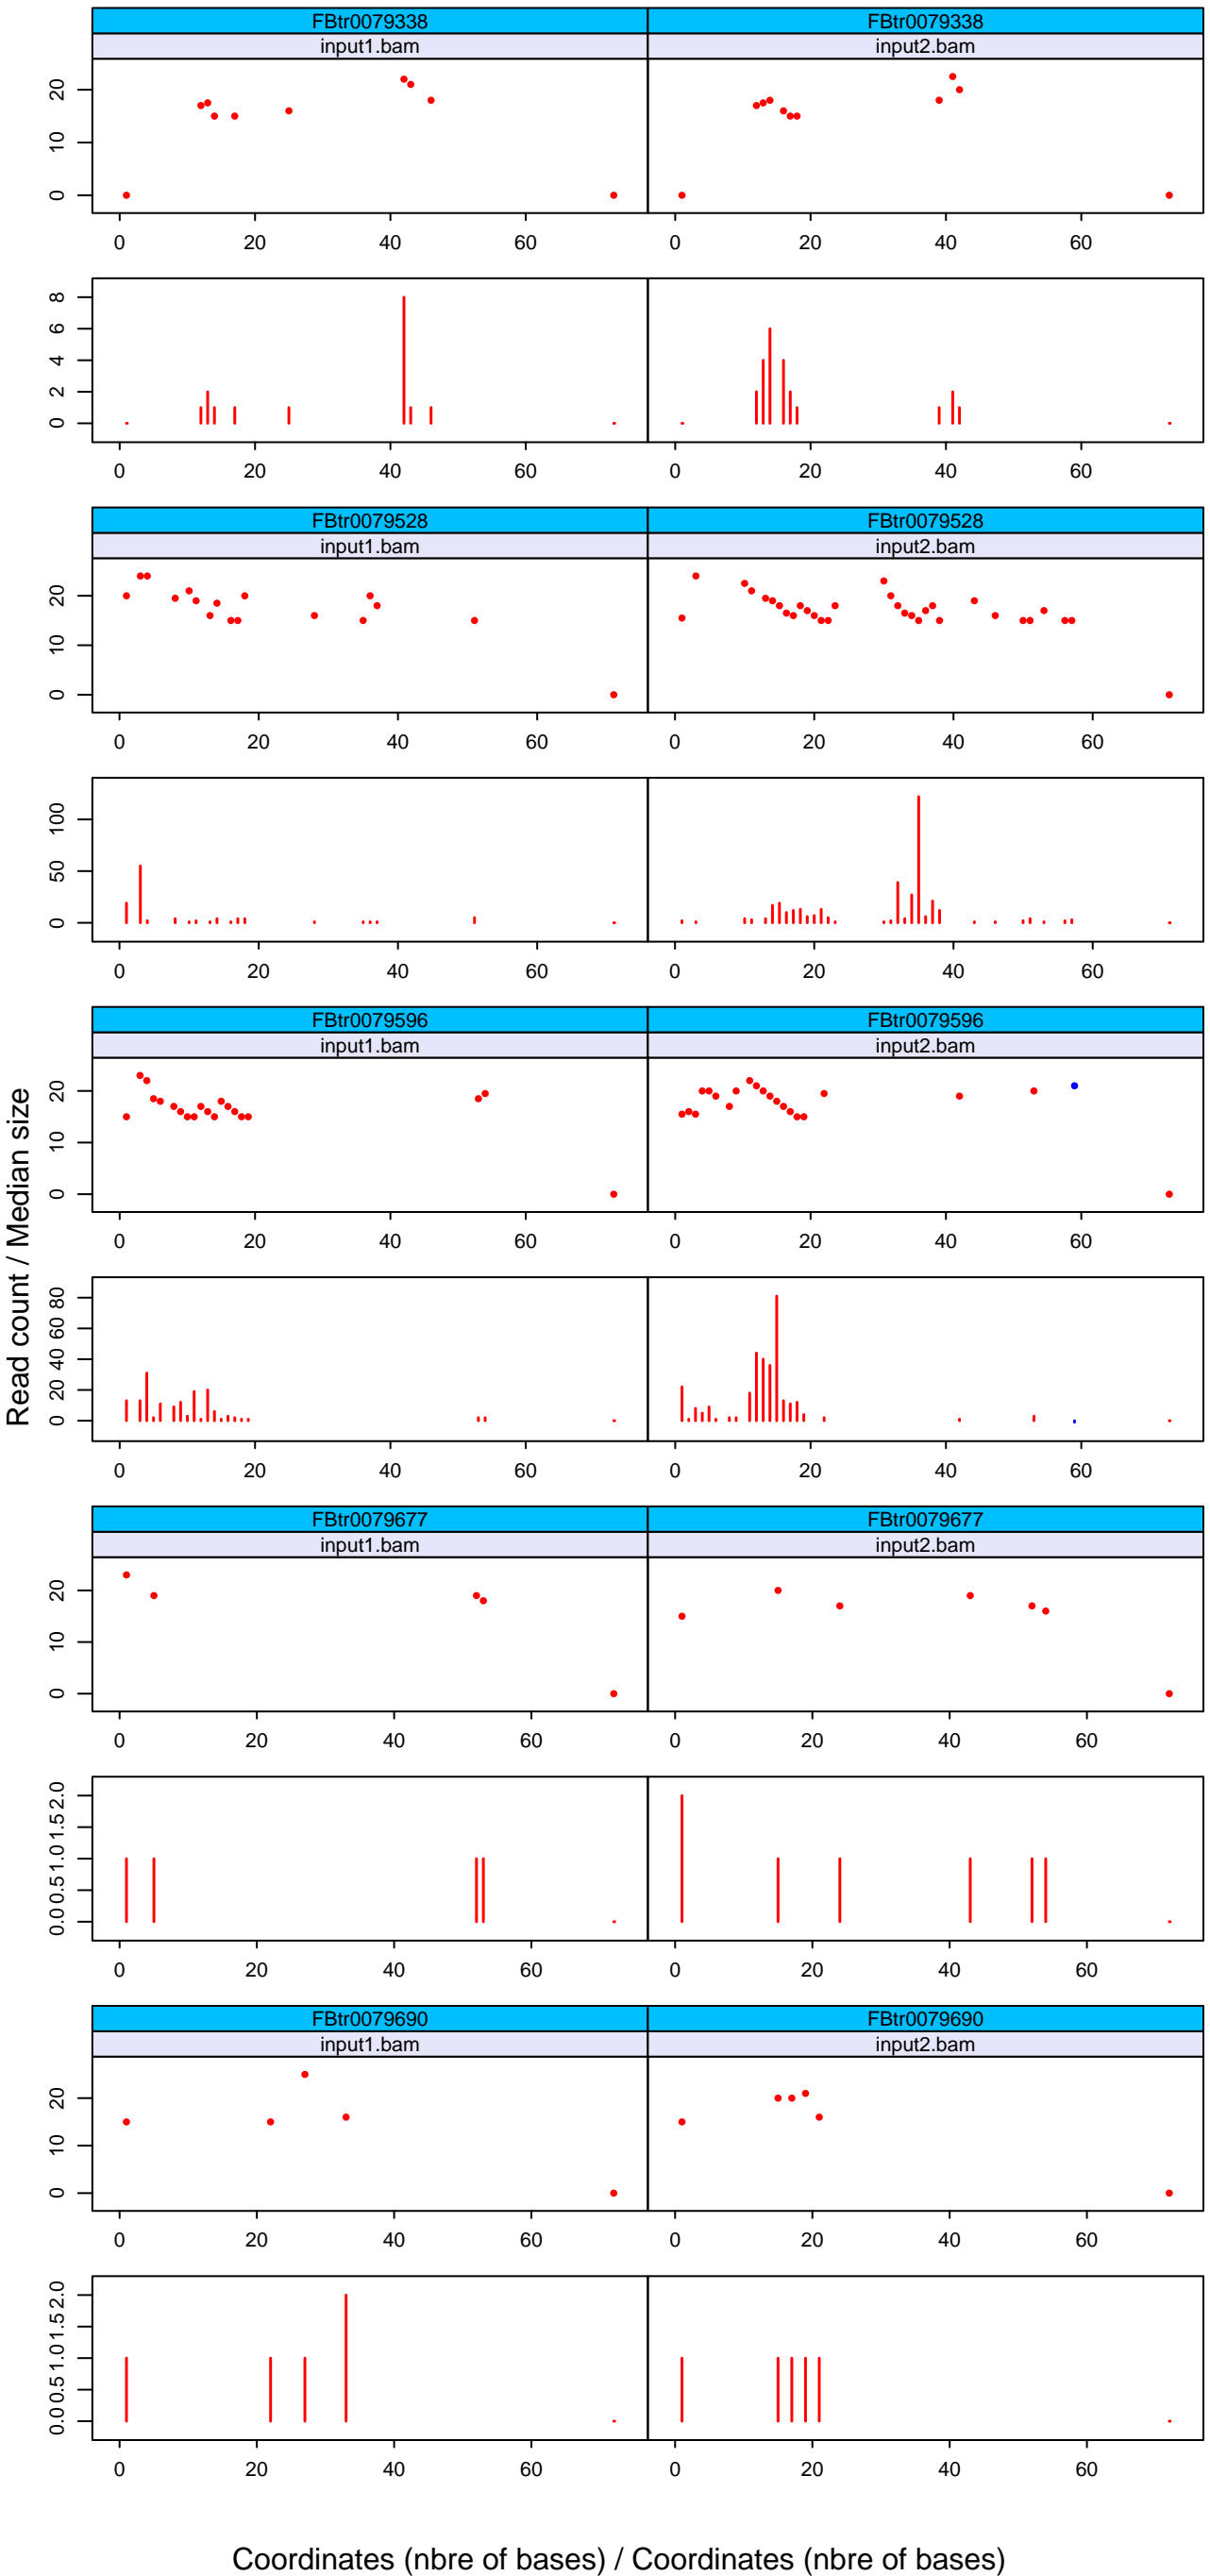 FBtr0079338 FBtr0079338
input1.bam input2.bam
20
10
0
0 20 40 60 0 20 40 60
8
6
4
2
0
0 20 40 60 0 20 40 60
FBtr0079528 FBtr0079528
input1.bam input2.bam
20
10
0
0 20 40 60 0 20 40 60
100
50
0
0 20 40 60 0 20 40 60
FBtr0079596 FBtr0079596
input1.bam input2.bam
20
10
0
0 20 40 60 0 20 40 60
Read count / Median size
80
60
40
20
0
0 20 40 60 0 20 40 60
FBtr0079677 FBtr0079677
input1.bam input2.bam
20
10
0
0 20 40 60 0 20 40 60
2.0
1.5
1.0
0.5
0.0
0 20 40 60 0 20 40 60
FBtr0079690 FBtr0079690
input1.bam input2.bam
20
10
0
0 20 40 60 0 20 40 60
2.0
1.5
1.0
0.5
0.0
0 20 40 60 0 20 40 60
Coordinates (nbre of bases) / Coordinates (nbre of bases)